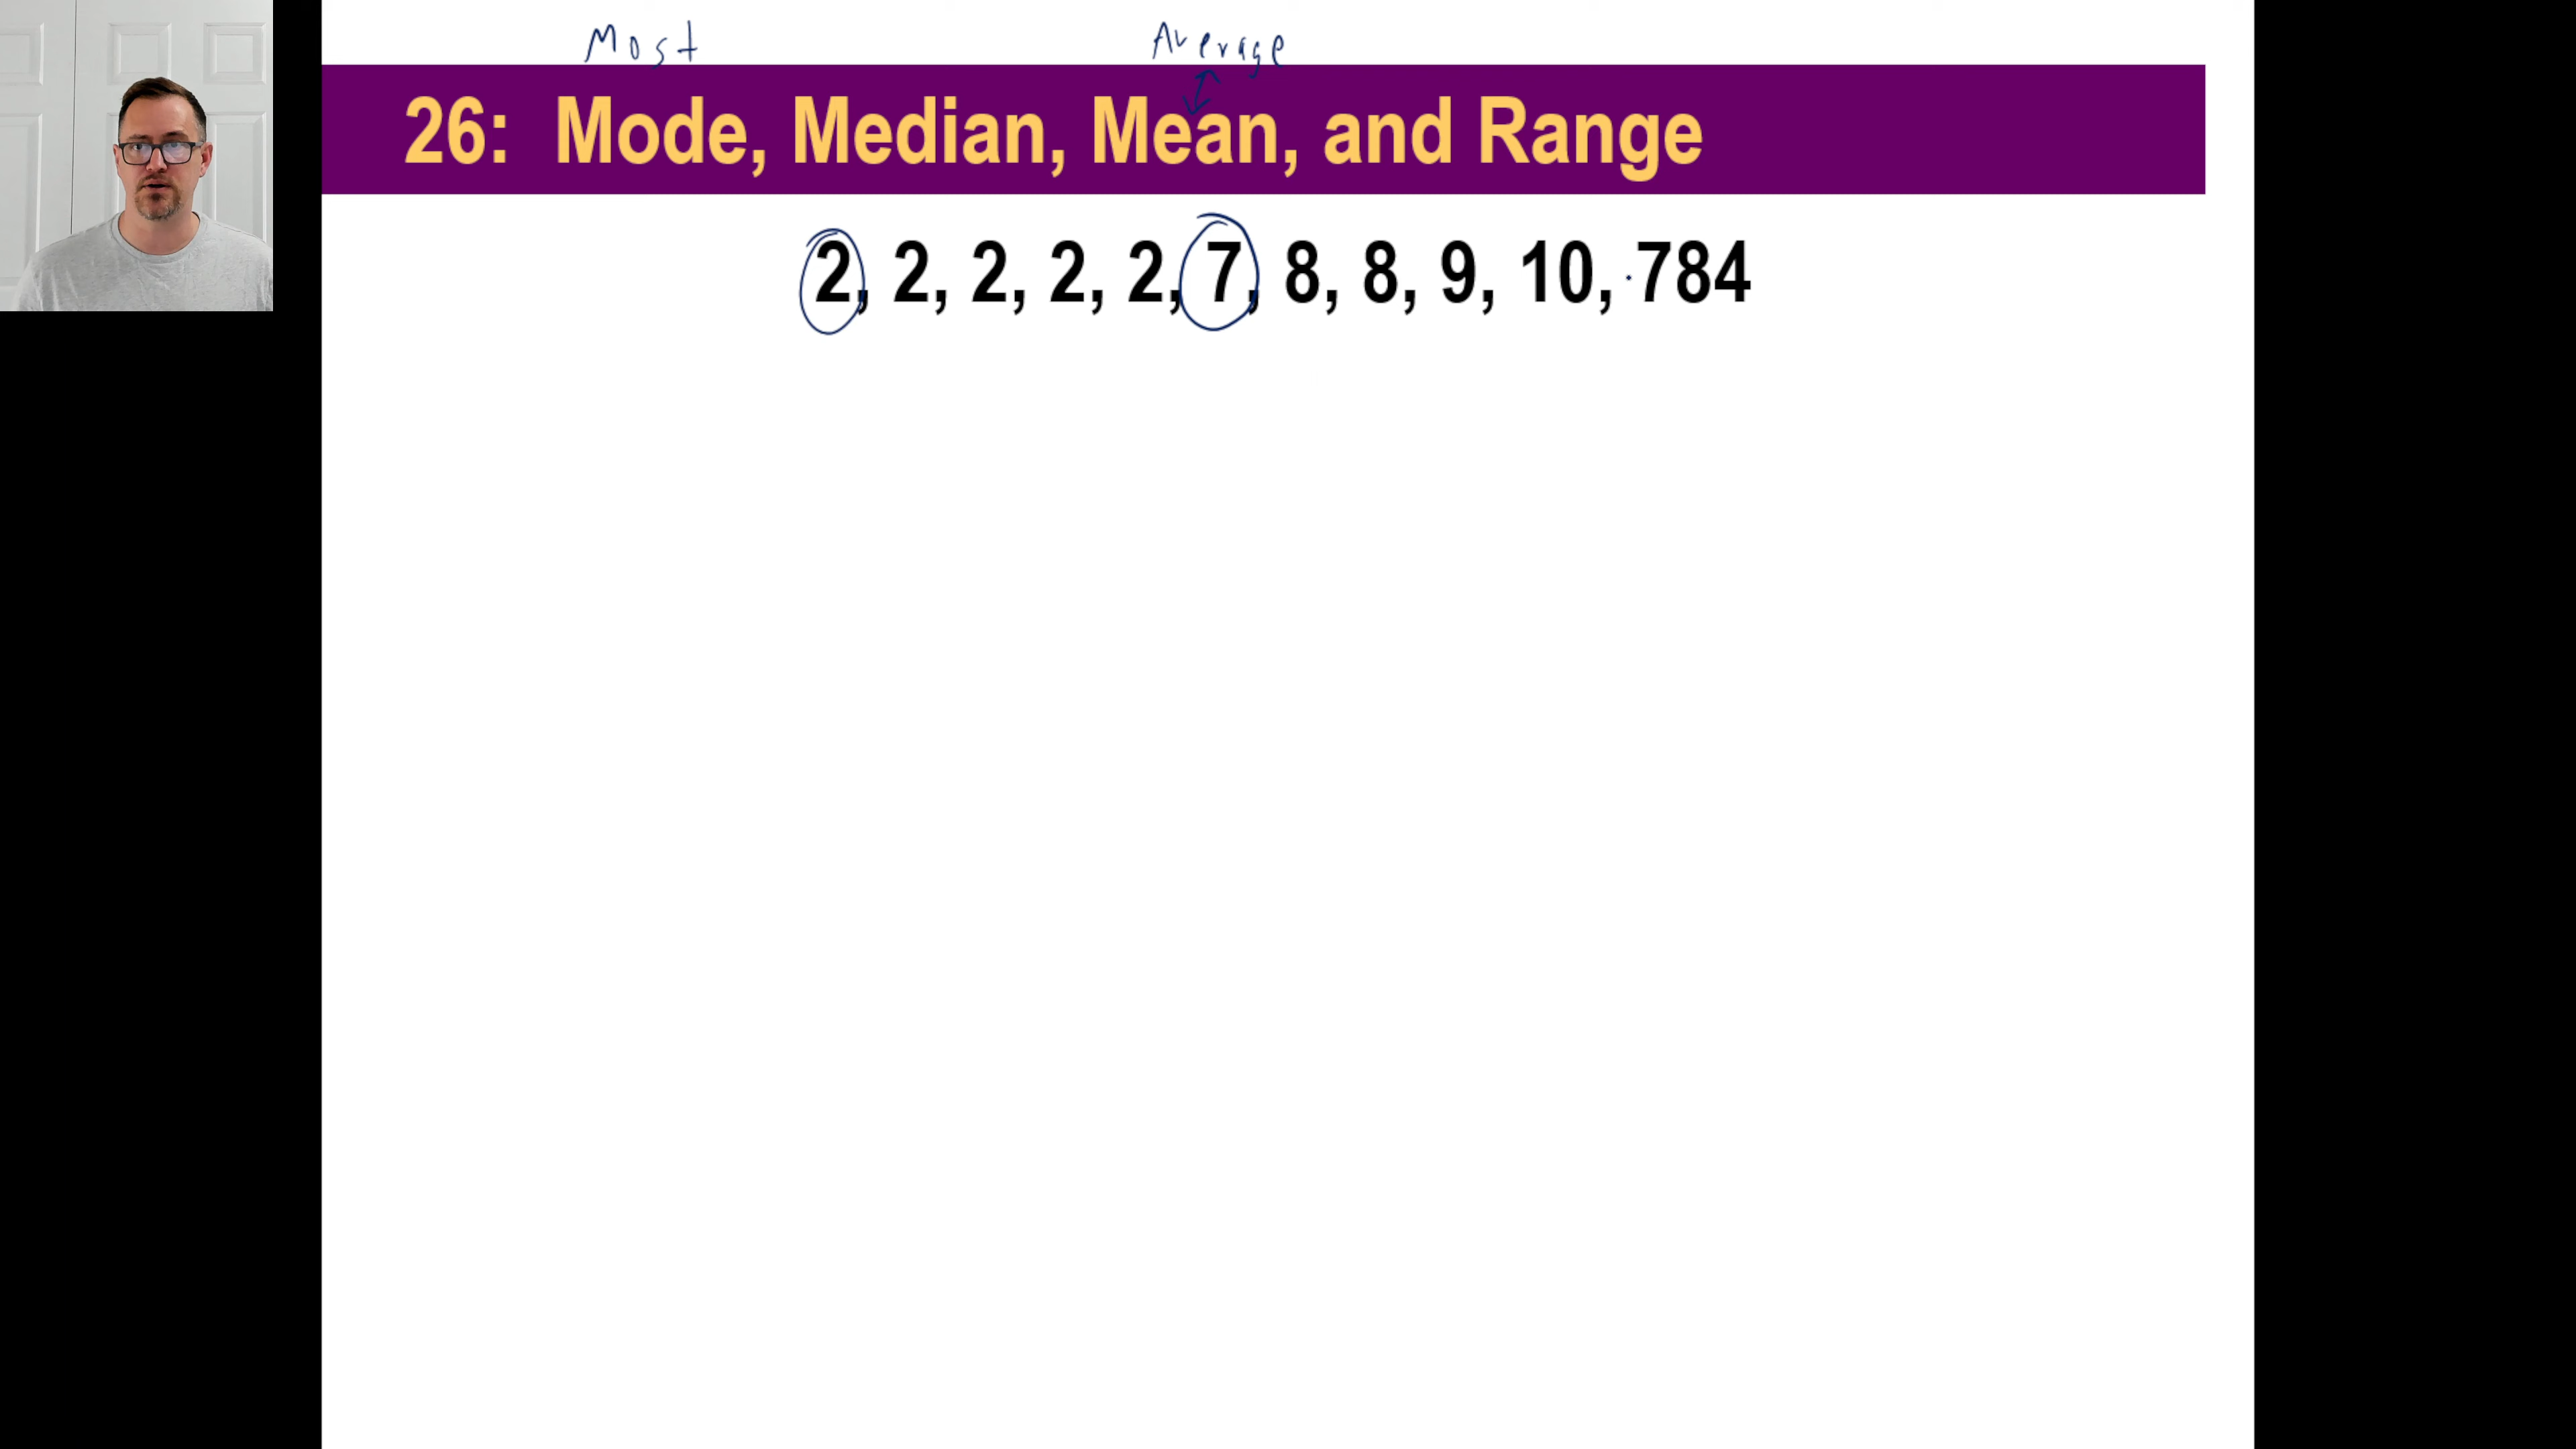 Most Average
26: Mode, Median, Mean, and Range
2, 2, 2, 2, 2, 7, 8, 8, 9, 10, 784